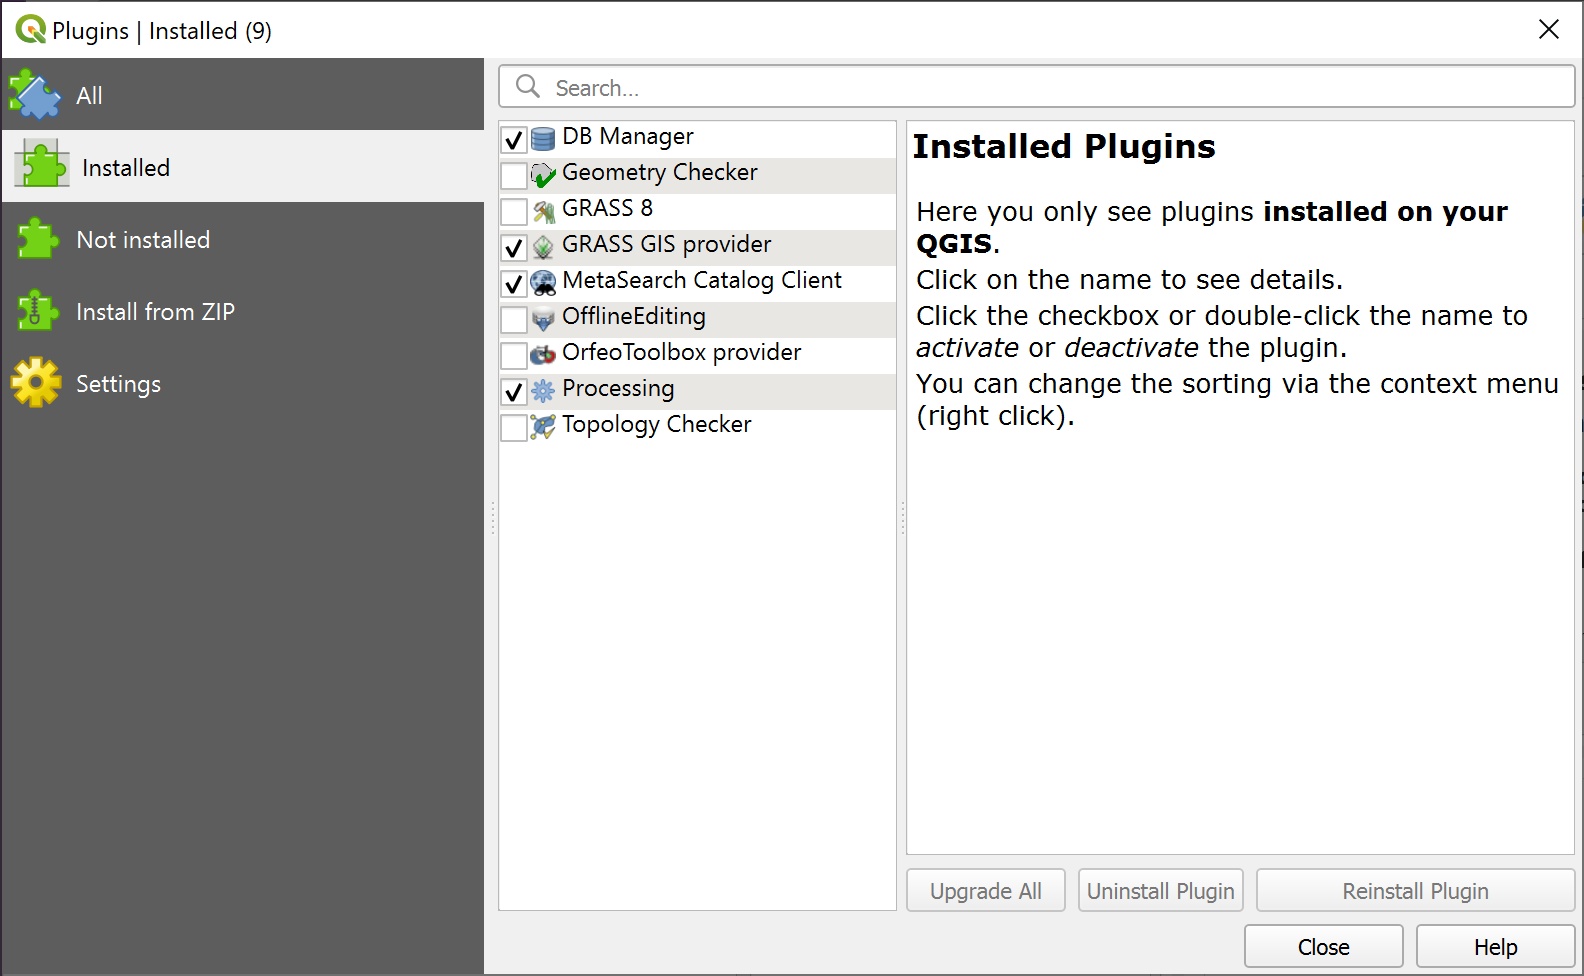 Plugins | Installed (9)
All
Installed
Not installed
Install from ZIP
Settings
Search...
DB Manager
Geometry Checker
GRASS 8
GRASS GIS provider
MetaSearch Catalog Client
OfflineEditing
OrfeoToolbox provider
Processing
Topology Checker
Installed Plugins
Here you only see plugins installed on your
QGIS.
Click on the name to see details.
Click the checkbox or double-click the name to
activate or deactivate the plugin.
You can change the sorting via the context menu
(right click).
Upgrade All
Uninstall Plugin
Reinstall Plugin
Close
Help